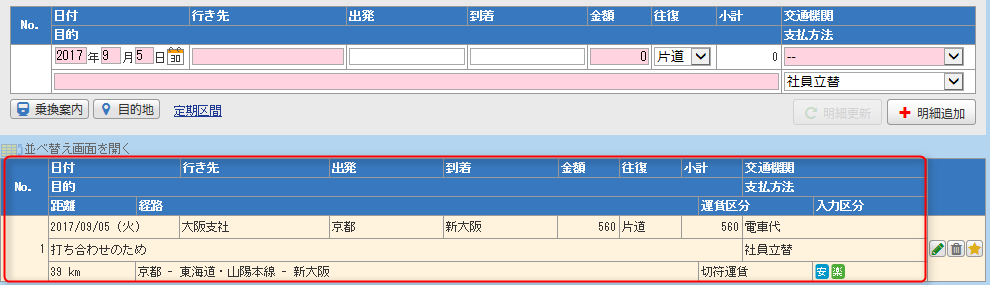 No. 日付 行き先 出発 到着 金額 往復 小計 交通機関
目的 支払方法
2017 年 9 月 5 日 30 0 片道 0 --
社員立替
乗換案内 目的地 定期区間 明細更新 明細追加
並べ替え画面を開く
No. 日付 行き先 出発 到着 金額 往復 小計 交通機関
目的 支払方法
距離 経路 運賃区分 入力区分
2017/09/05 (火) 大阪支社 京都 新大阪 560 片道 560 電車代
1 打ち合わせのため 社員立替
39 km 京都 - 東海道・山陽本線 - 新大阪 切符運賃 安 楽